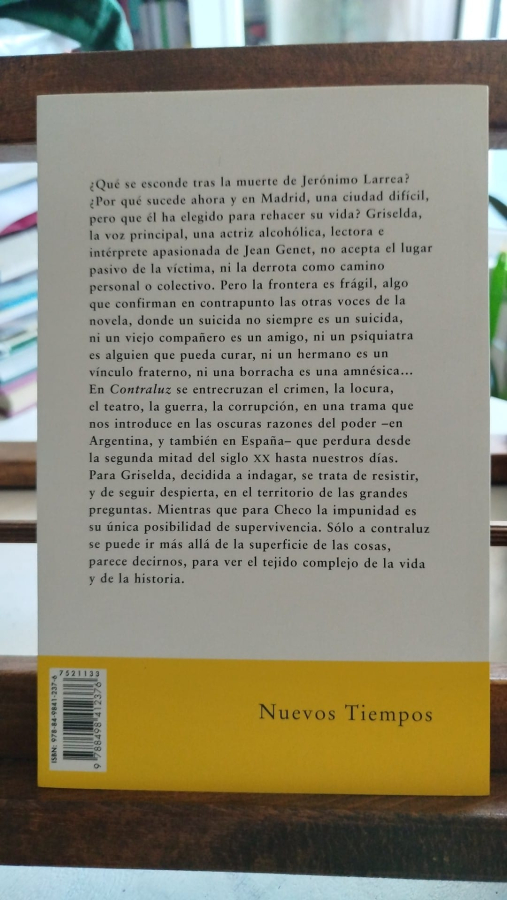 ¿Qué se esconde tras la muerte de Jerónimo Larrea?
¿Por qué sucede ahora y en Madrid, una ciudad difícil,
pero que él ha elegido para rehacer su vida? Griselda,
la voz principal, una actriz alcohólica, lectora e
intérprete apasionada de Jean Genet, no acepta el lugar
pasivo de la víctima, ni la derrota como camino
personal o colectivo. Pero la frontera es frágil, algo
que confirman en contrapunto las otras voces de la
novela, donde un suicida no siempre es un suicida,
ni un viejo compañero es un amigo, ni un psiquiatra
es alguien que pueda curar, ni un hermano es un
vínculo fraterno, ni una borracha es una amnésica...
En Contraluz se entrecruzan el crimen, la locura,
el teatro, la guerra, la corrupción, en una trama que
nos introduce en las oscuras razones del poder –en
Argentina, y también en España– que perdura desde
la segunda mitad del siglo XX hasta nuestros días.
Para Griselda, decidida a indagar, se trata de resistir,
y de seguir despierta, en el territorio de las grandes
preguntas. Mientras que para Checo la impunidad es
su única posibilidad de supervivencia. Sólo a contraluz
se puede ir más allá de la superficie de las cosas,
parece decirnos, para ver el tejido complejo de la vida
y de la historia.
7521133
ISBN: 978-84-9841-237-6
9 788498 412376
Nuevos Tiempos